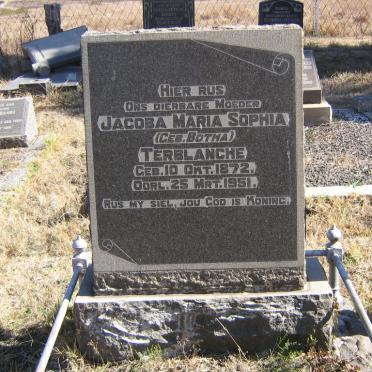 Hier rus
Ons dierbare Moeder
Jacoba Maria Sophia
(Geb. Botha)
Terblanche
Geb. 10 Okt. 1872.
Oorl. 25 Mrt. 1951.
Rus my siel, jou God is Koning.